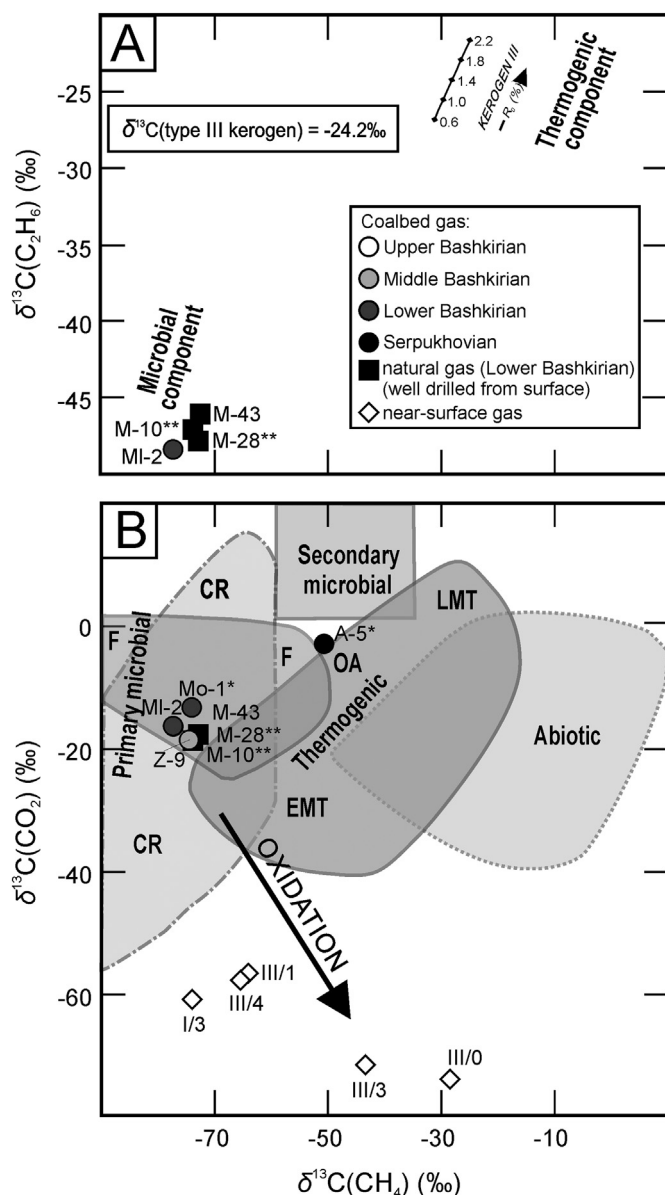 A
2.2
1.8
1.4
1.0
0.6
KEROGEN III
Rₒ (%)
Thermogenic
component
δ¹³C(type III kerogen) = -24.2‰
-25
-30
-35
-40
-45
δ¹³C(C₂H₆) (‰)
Coalbed gas:
Upper Bashkirian
Middle Bashkirian
Lower Bashkirian
Serpukhovian
natural gas (Lower Bashkirian)
(well drilled from surface)
near-surface gas
Microbial
component
M-43
M-10**
M-28**
MI-2
B
Secondary
microbial
CR
LMT
F
F
A-5*
OA
Primary microbial
Mo-1*
MI-2
M-43
M-28**
M-10**
Z-9
Thermogenic
Abiotic
EMT
CR
OXIDATION
III/1
III/4
I/3
III/3
III/0
0
-20
-40
-60
δ¹³C(CO₂) (‰)
-70
-50
-30
-10
δ¹³C(CH₄) (‰)